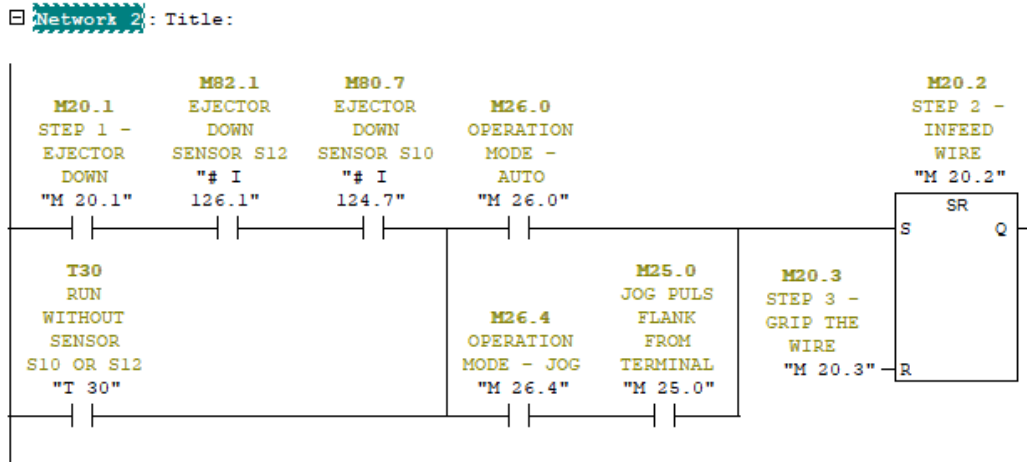 Network 2: Title:
M20.1
STEP 1 -
EJECTOR
DOWN
"M 20.1"
M82.1
EJECTOR
DOWN
SENSOR S12
"# I
126.1"
M80.7
EJECTOR
DOWN
SENSOR S10
"# I
124.7"
M26.0
OPERATION
MODE -
AUTO
"M 26.0"
M20.2
STEP 2 -
INFEED
WIRE
"M 20.2"
SR
S Q
T30
RUN
WITHOUT
SENSOR
S10 OR S12
"T 30"
M26.4
OPERATION
MODE - JOG
"M 26.4"
M25.0
JOG PULS
FLANK
FROM
TERMINAL
"M 25.0"
M20.3
STEP 3 -
GRIP THE
WIRE
"M 20.3" R